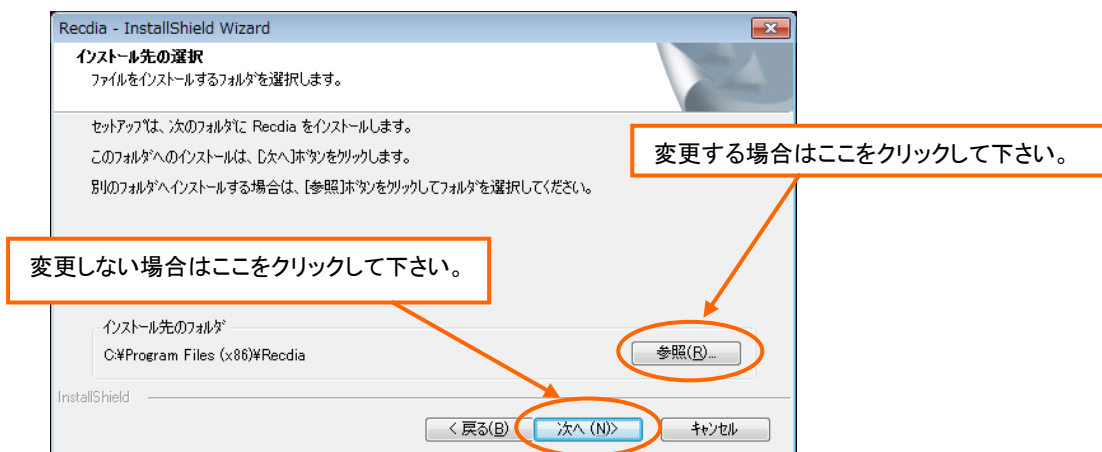 Recdia - InstallShield Wizard
インストール先の選択
ファイルをインストールするフォルダを選択します。
セットアップは、次のフォルダに Recdia をインストールします。
このフォルダへのインストールは、[次へ]ボタンをクリックします。
別のフォルダへインストールする場合は、[参照]ボタンをクリックしてフォルダを選択してください。
変更する場合はここをクリックして下さい。
変更しない場合はここをクリックして下さい。
インストール先のフォルダ
C:¥Program Files (x86)¥Recdia
参照(R)...
InstallShield
< 戻る(B)
次へ (N)>
キャンセル